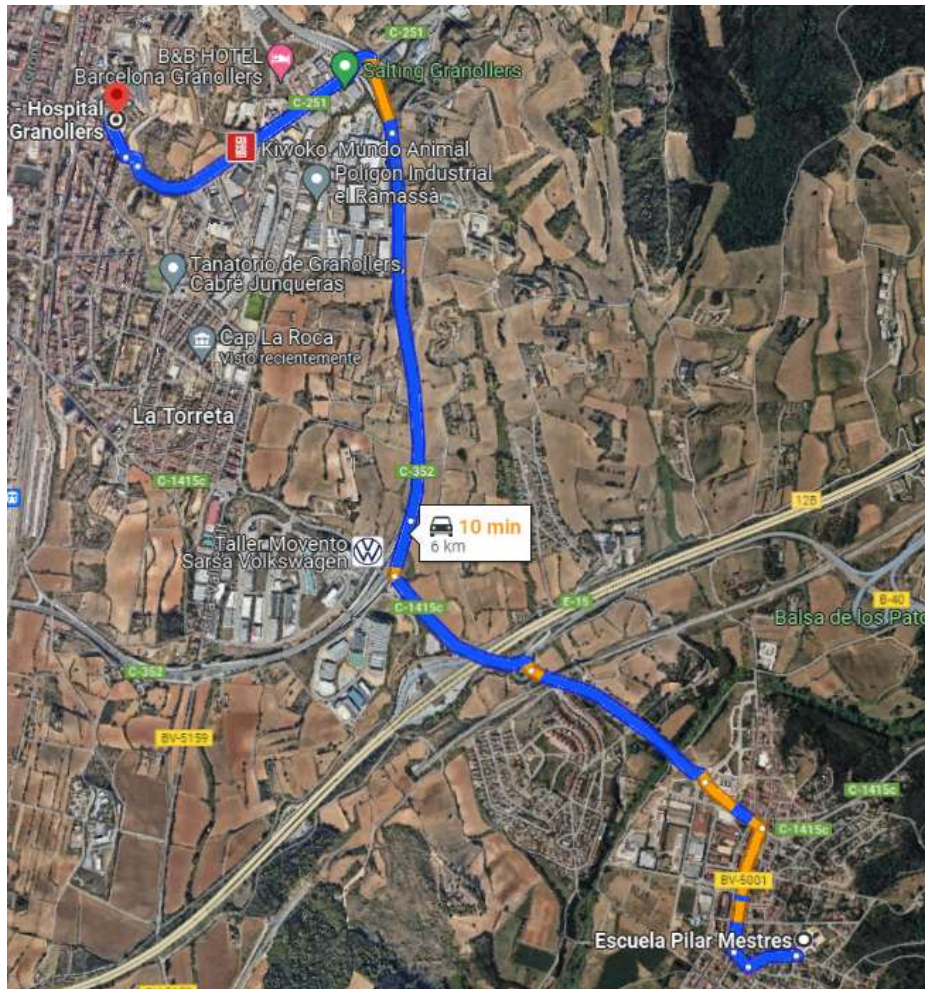 C-251
B&B HOTEL
Barcelona Granollers
Salting Granollers
- Hospital
Granollers
C-251
Kiwoko, Mundo Animal
Polígon Industrial
el Ramassà
Tanatorio de Granollers,
Cabré Junqueras
Cap La Roca
Visto recientemente
La Torreta
C-352
C-1415c
12B
10 min
6 km
Taller Movento
Sarsa Volkswagen
C-1415c
E-15
B-40
Balsa de los Pato
C-352
BV-5159
C-1415c
C-1415c
BV-5001
Escuela Pilar Mestres